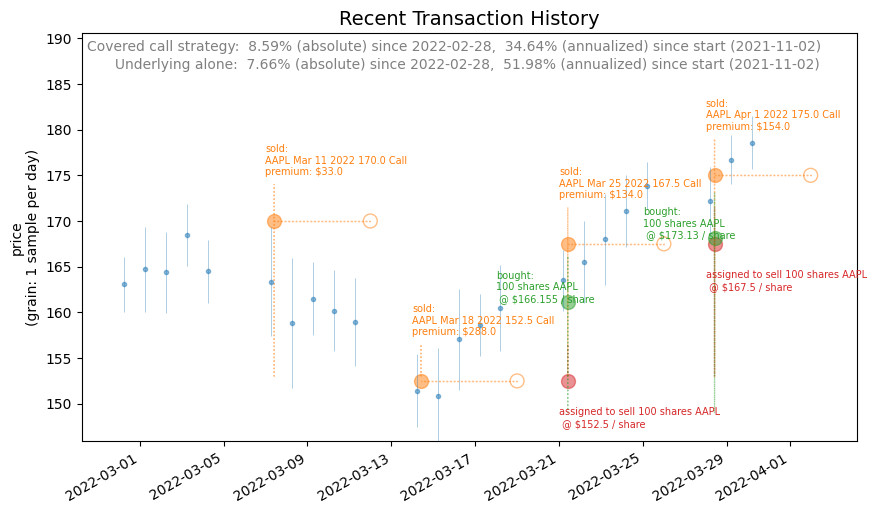 Recent Transaction History
Covered call strategy:  8.59% (absolute) since 2022-02-28,  34.64% (annualized) since start (2021-11-02)
Underlying alone:  7.66% (absolute) since 2022-02-28,  51.98% (annualized) since start (2021-11-02)
price
(grain: 1 sample per day)
190
185
180
175
170
165
160
155
150
sold:
AAPL Mar 11 2022 170.0 Call
premium: $33.0
sold:
AAPL Mar 18 2022 152.5 Call
premium: $288.0
bought:
100 shares AAPL
@ $166.155 / share
assigned to sell 100 shares AAPL
@ $152.5 / share
sold:
AAPL Mar 25 2022 167.5 Call
premium: $134.0
bought:
100 shares AAPL
@ $173.13 / share
assigned to sell 100 shares AAPL
@ $167.5 / share
sold:
AAPL Apr 1 2022 175.0 Call
premium: $154.0
2022-03-01
2022-03-05
2022-03-09
2022-03-13
2022-03-17
2022-03-21
2022-03-25
2022-03-29
2022-04-01